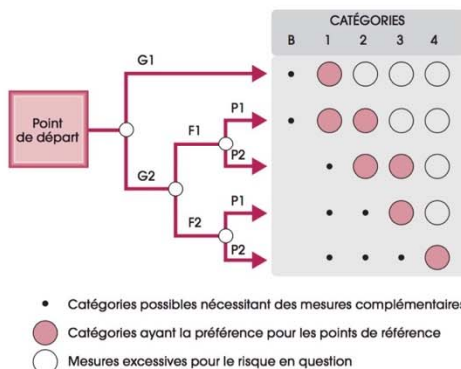 CATÉGORIES
B 1 2 3 4
G1
Point
de départ
P1
F1
P2
G2
P1
F2
P2
• Catégories possibles nécessitant des mesures complémentaires
Catégories ayant la préférence pour les points de référence
Mesures excessives pour le risque en question